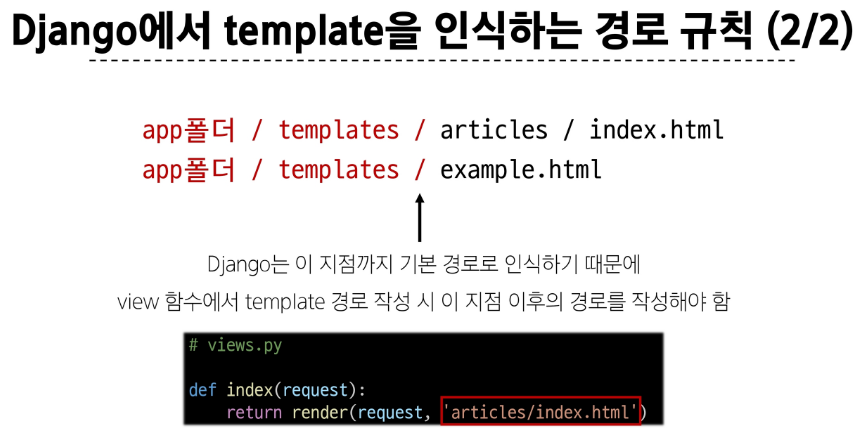 Django에서 template을 인식하는 경로 규칙 (2/2)
app폴더 / templates / articles / index.html
app폴더 / templates / example.html
Django는 이 지점까지 기본 경로로 인식하기 때문에
view 함수에서 template 경로 작성 시 이 지점 이후의 경로를 작성해야 함
# views.py
def index(request):
    return render(request, 'articles/index.html')